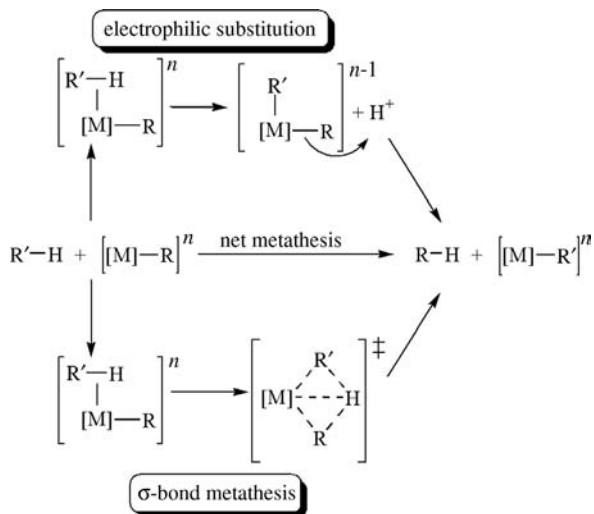 electrophilic substitution
R′—H [M]—R n
R′ [M]—R n-1 + H+
R′—H + [[M]—R]n net metathesis R—H + [[M]—R′]n
R′—H [M]—R n
[M] R′ H R ‡
σ-bond metathesis